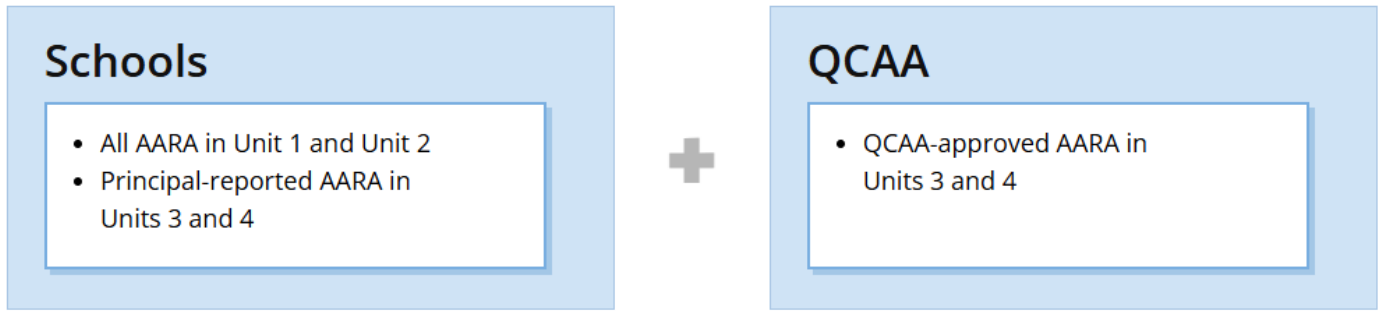 Schools
• All AARA in Unit 1 and Unit 2
• Principal-reported AARA in
Units 3 and 4
QCAA
• QCAA-approved AARA in
Units 3 and 4